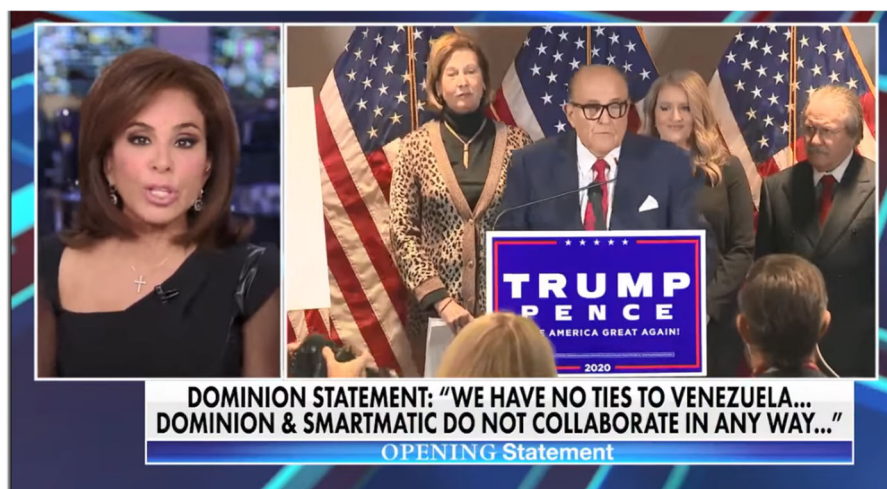 TRUMP
PENCE
E AMERICA GREAT AGAIN!
2020
DOMINION STATEMENT: “WE HAVE NO TIES TO VENEZUELA...
DOMINION & SMARTMATIC DO NOT COLLABORATE IN ANY WAY...”
OPENING Statement